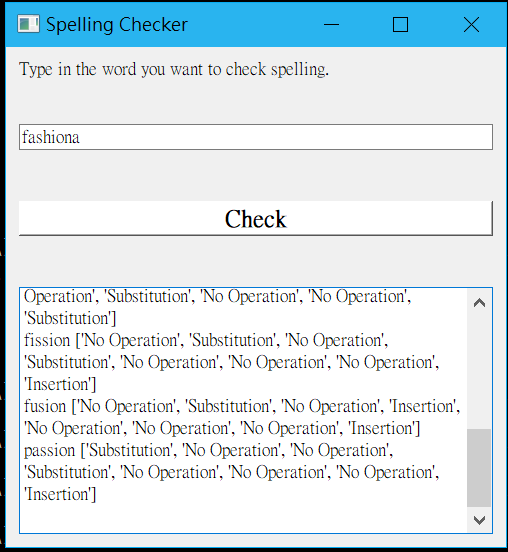 Spelling Checker
Type in the word you want to check spelling.
fashiona
Check
Operation', 'Substitution', 'No Operation', 'No Operation',
'Substitution']
fission ['No Operation', 'Substitution', 'No Operation',
'Substitution', 'No Operation', 'No Operation', 'No Operation',
'Insertion']
fusion ['No Operation', 'Substitution', 'No Operation', 'Insertion',
'No Operation', 'No Operation', 'No Operation', 'Insertion']
passion ['Substitution', 'No Operation', 'No Operation',
'Substitution', 'No Operation', 'No Operation', 'No Operation',
'Insertion']